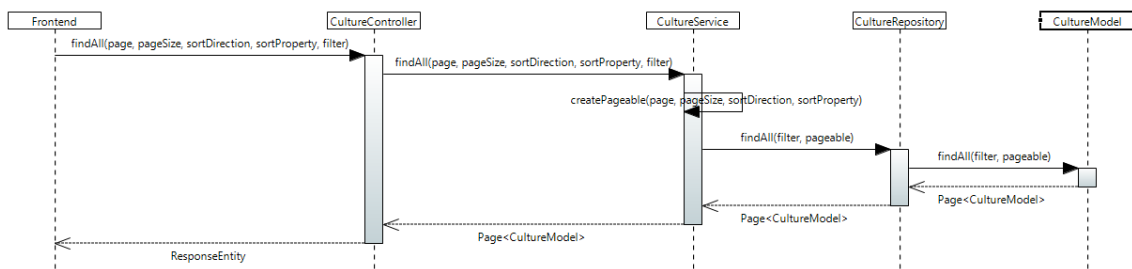 Frontend
CultureController
CultureService
CultureRepository
CultureModel
findAll(page, pageSize, sortDirection, sortProperty, filter)
findAll(page, pageSize, sortDirection, sortProperty, filter)
createPageable(page, pageSize, sortDirection, sortProperty)
findAll(filter, pageable)
findAll(filter, pageable)
Page<CultureModel>
Page<CultureModel>
Page<CultureModel>
ResponseEntity